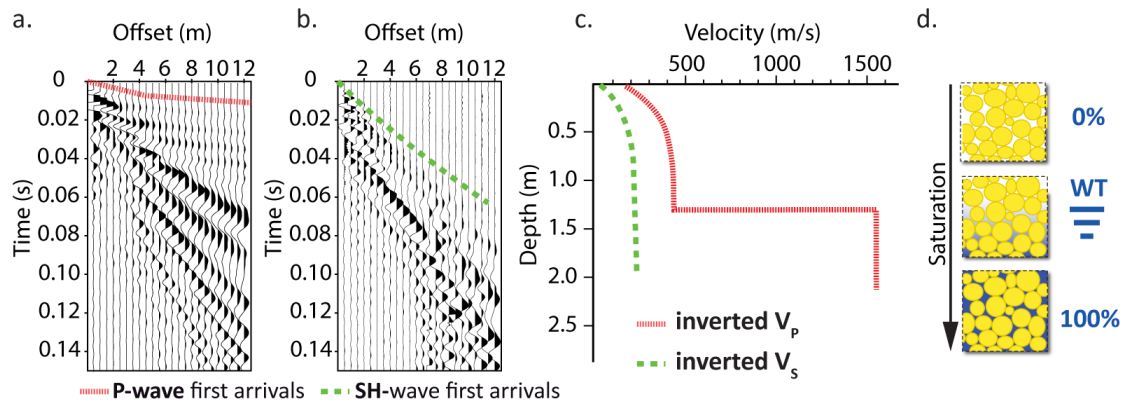 a.
Offset (m)
2 4 6 8 10 12
0
0.02
0.04
0.06
0.08
0.10
0.12
0.14
Time (s)
P-wave first arrivals
b.
Offset (m)
2 4 6 8 10 12
0
0.02
0.04
0.06
0.08
0.10
0.12
0.14
Time (s)
SH-wave first arrivals
c.
Velocity (m/s)
500 1000 1500
0.5
1.0
1.5
2.0
2.5
Depth (m)
inverted VP
inverted VS
d.
Saturation
0%
WT
100%